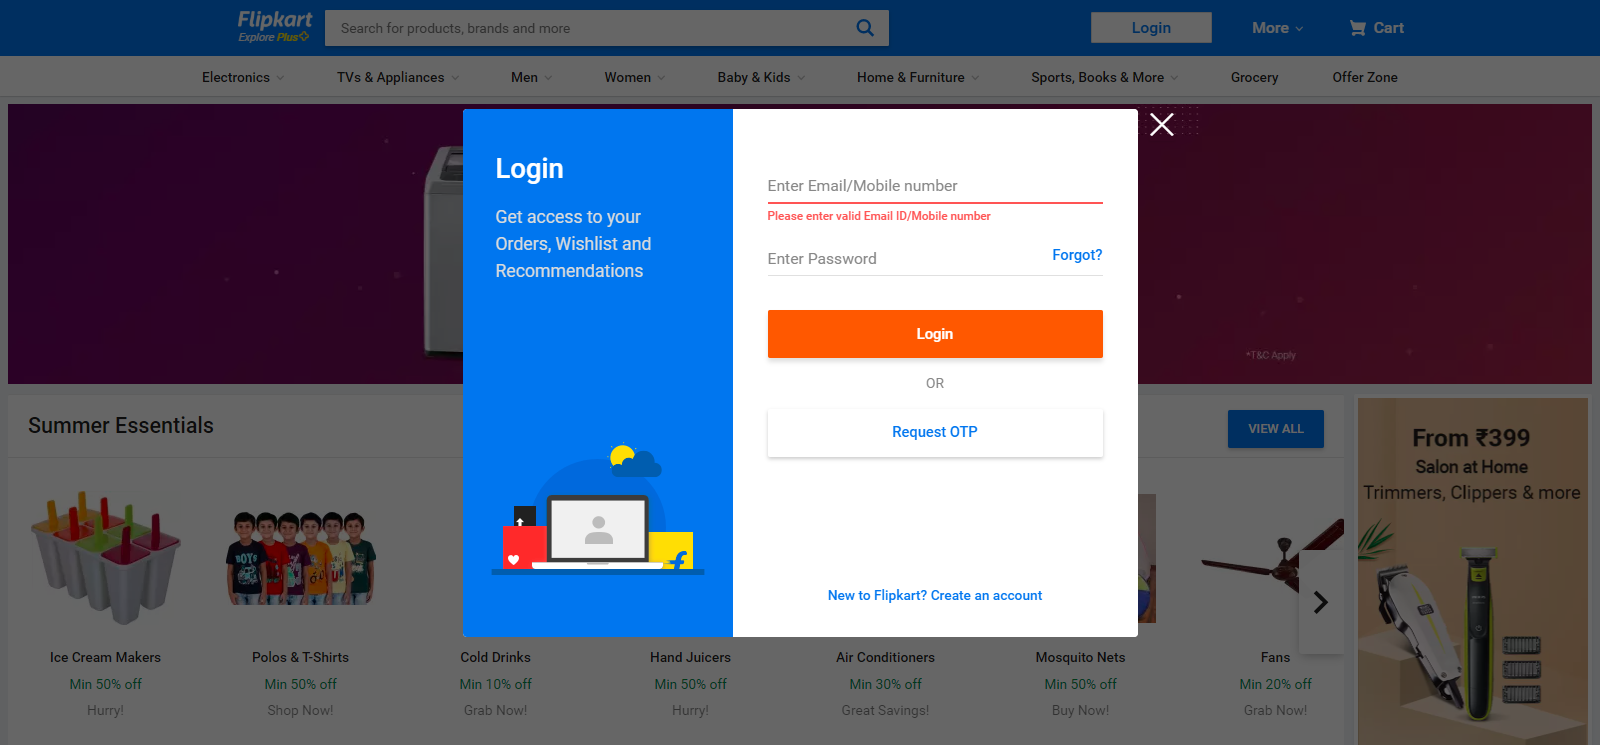 Flipkart
Explore Plus
Search for products, brands and more
Login
More
Cart
Electronics
TVs & Appliances
Men
Women
Baby & Kids
Home & Furniture
Sports, Books & More
Grocery
Offer Zone
Login
Get access to your
Orders, Wishlist and
Recommendations
Enter Email/Mobile number
Please enter valid Email ID/Mobile number
Enter Password
Forgot?
Login
OR
Request OTP
New to Flipkart? Create an account
*T&C Apply
Summer Essentials
VIEW ALL
Ice Cream Makers
Min 50% off
Hurry!
Polos & T-Shirts
Min 50% off
Shop Now!
Cold Drinks
Min 10% off
Grab Now!
Hand Juicers
Min 50% off
Hurry!
Air Conditioners
Min 30% off
Great Savings!
Mosquito Nets
Min 50% off
Buy Now!
Fans
Min 20% off
Grab Now!
From ₹399
Salon at Home
Trimmers, Clippers & more